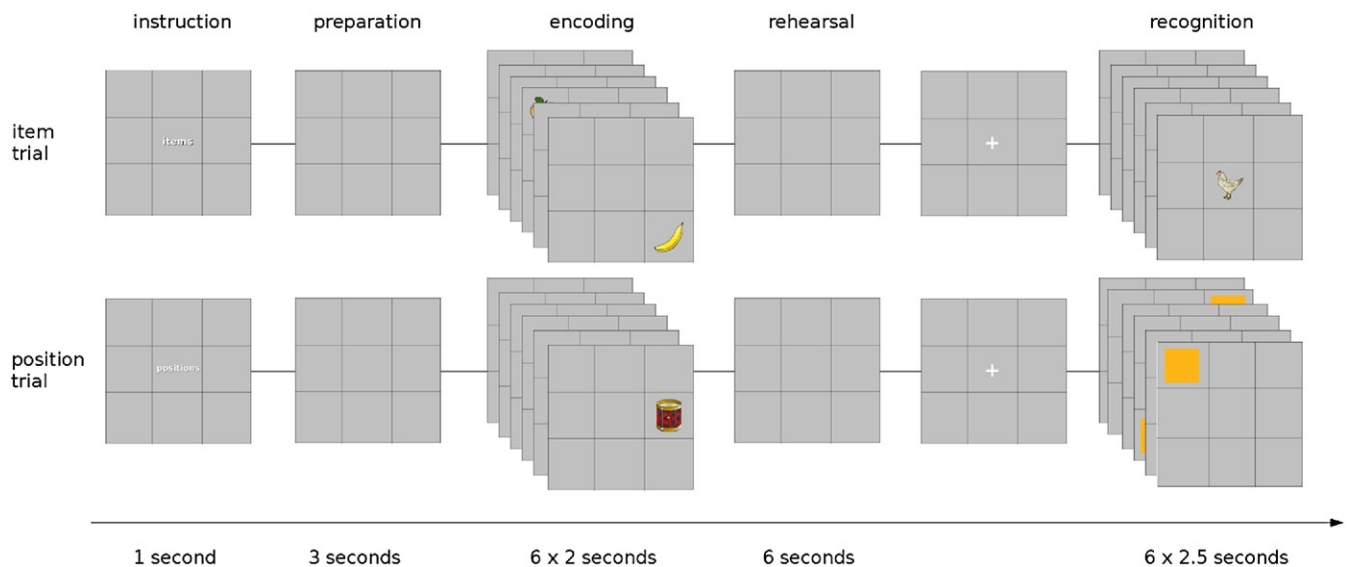 instruction preparation encoding rehearsal recognition
item
trial
items
+
position
trial
positions
+
1 second 3 seconds 6 x 2 seconds 6 seconds 6 x 2.5 seconds